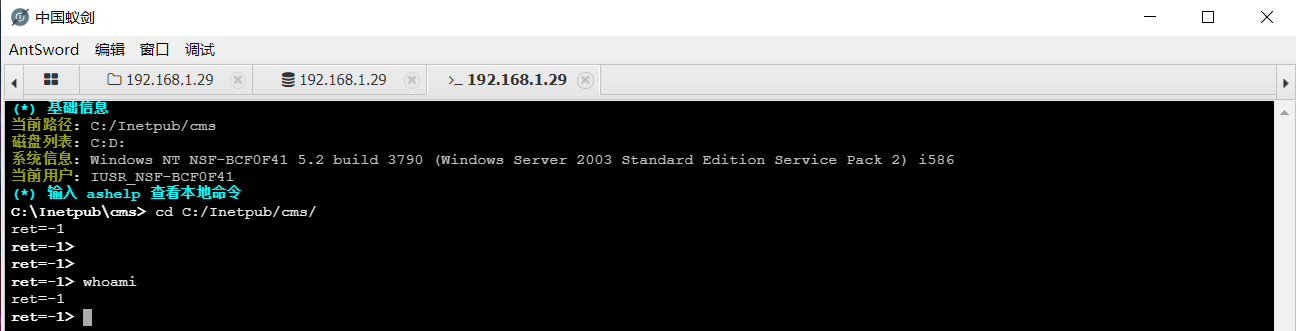 中国蚁剑
AntSword 编辑 窗口 调试
192.168.1.29 192.168.1.29 >_ 192.168.1.29
(*) 基础信息
当前路径: C:/Inetpub/cms
磁盘列表: C:D:
系统信息: Windows NT NSF-BCF0F41 5.2 build 3790 (Windows Server 2003 Standard Edition Service Pack 2) i586
当前用户: IUSR_NSF-BCF0F41
(*) 输入 ashelp 查看本地命令
C:\Inetpub\cms> cd C:/Inetpub/cms/
ret=-1
ret=-1>
ret=-1>
ret=-1> whoami
ret=-1
ret=-1>